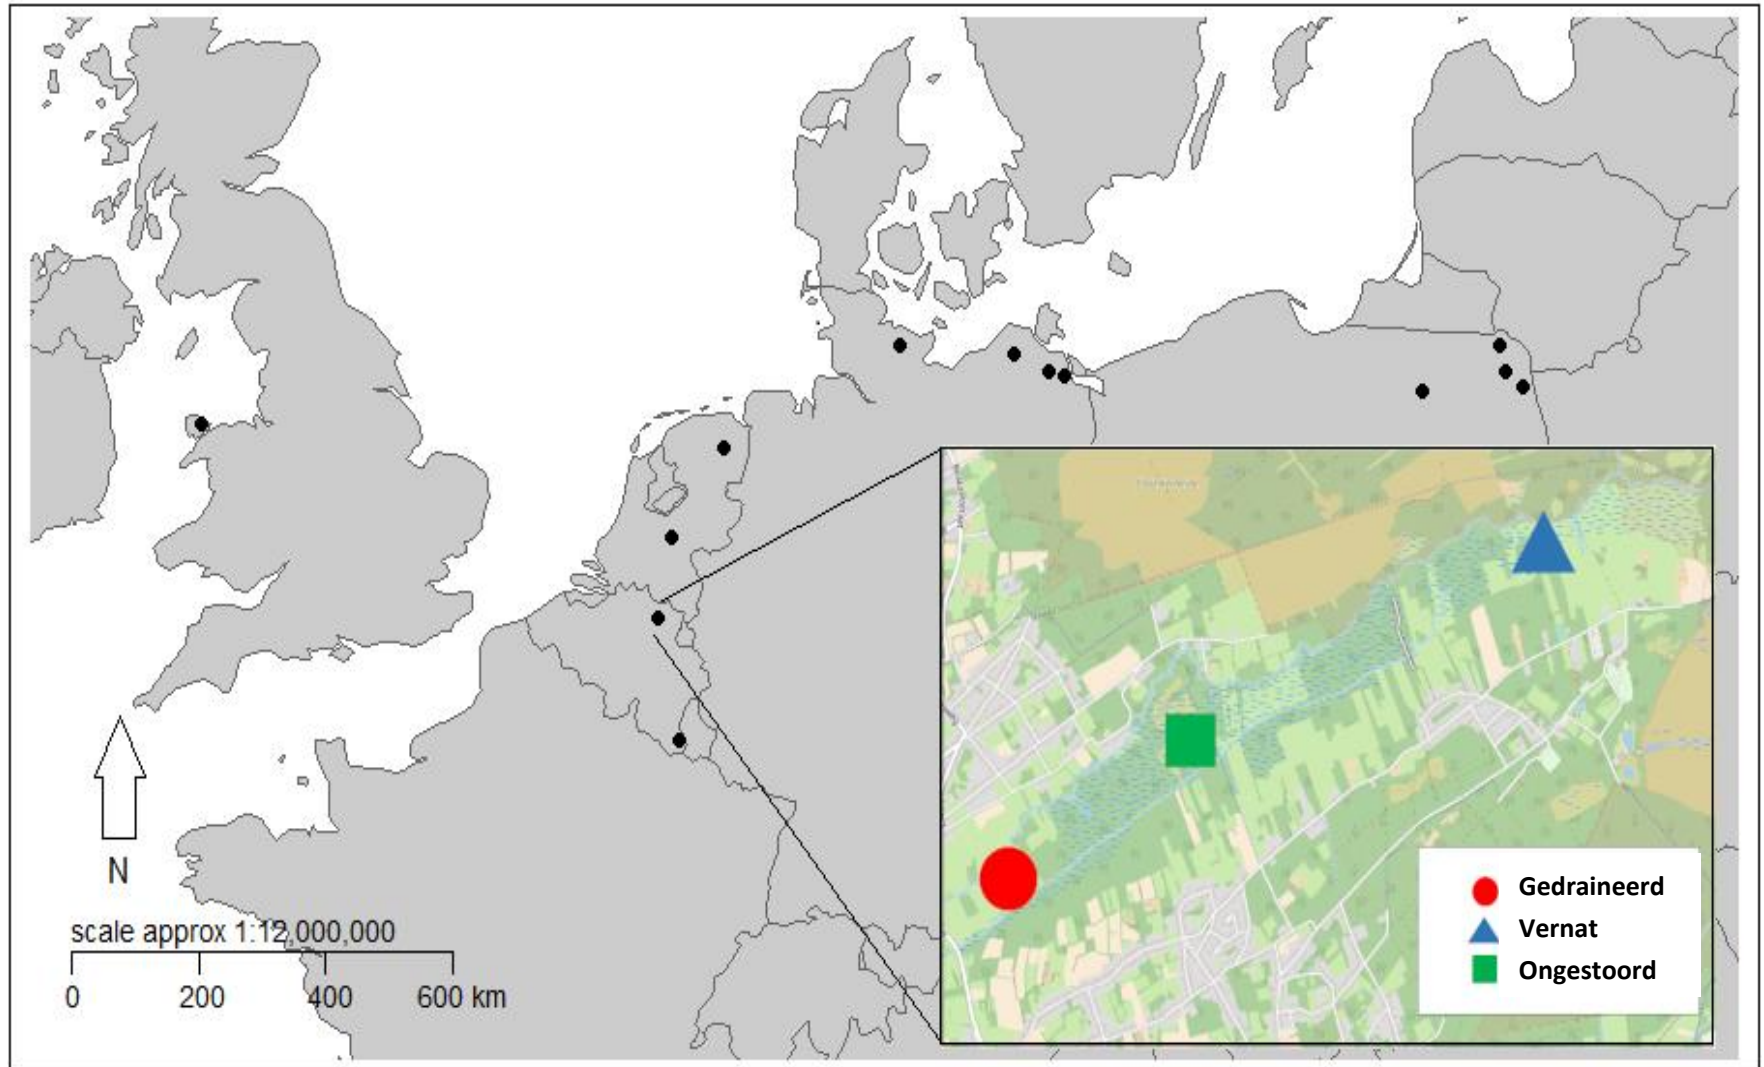 N
scale approx 1:12,000,000
0 200 400 600 km
Gedraineerd
Vernat
Ongestoord